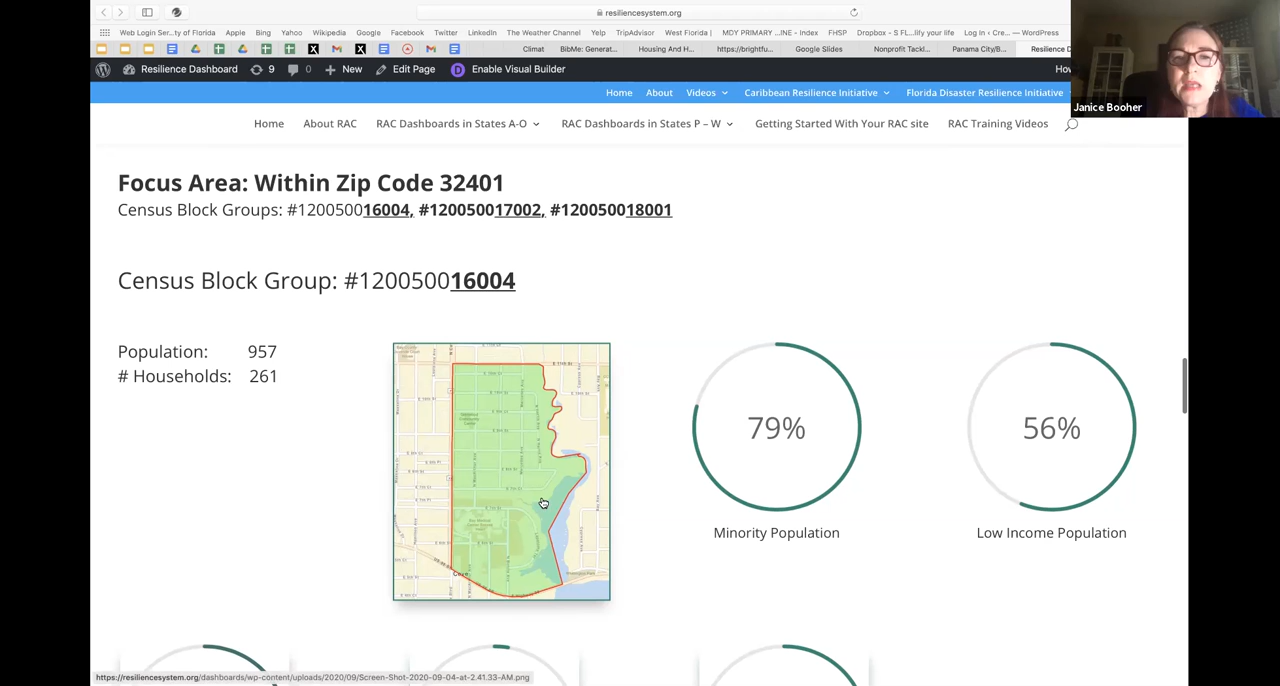 resiliencesystem.org
Web Login Ser...ty of Florida Apple Bing Yahoo Wikipedia Google Facebook Twitter LinkedIn The Weather Channel Yelp TripAdvisor West Florida | MDY PRIMARY ...INE - Index FHSP Dropbox - S FL...ify your life Log In ‹ Cre... — WordPress
Climat BibMe: Generat... Housing And H... https://brightfu... Google Slides Nonprofit Tackl... Panama City/B... Resilience D
Resilience Dashboard 9 0 New Edit Page D Enable Visual Builder How
Home About Videos Caribbean Resilience Initiative Florida Disaster Resilience Initiative
Janice Booher
Home About RAC RAC Dashboards in States A-O RAC Dashboards in States P – W Getting Started With Your RAC site RAC Training Videos
Focus Area: Within Zip Code 32401
Census Block Groups: #120050016004, #120050017002, #120050018001
Census Block Group: #120050016004
Population: 957
# Households: 261
79%
56%
Minority Population
Low Income Population
Cove
https://resiliencesystem.org/dashboards/wp-content/uploads/2020/09/Screen-Shot-2020-09-04-at-2.41.33-AM.png